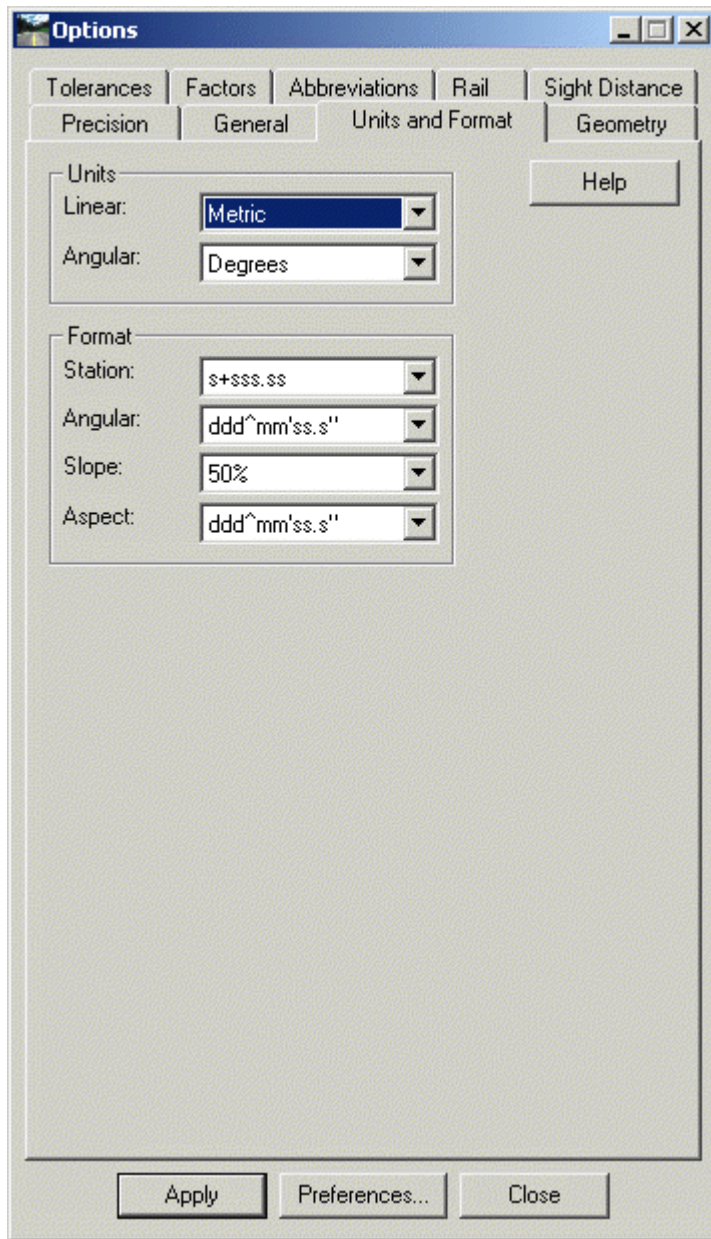 Options
Tolerances Factors Abbreviations Rail Sight Distance
Precision General Units and Format Geometry
Units
Help
Linear: Metric
Angular: Degrees
Format
Station: s+sss.ss
Angular: ddd^mm'ss.s"
Slope: 50%
Aspect: ddd^mm'ss.s"
Apply Preferences... Close